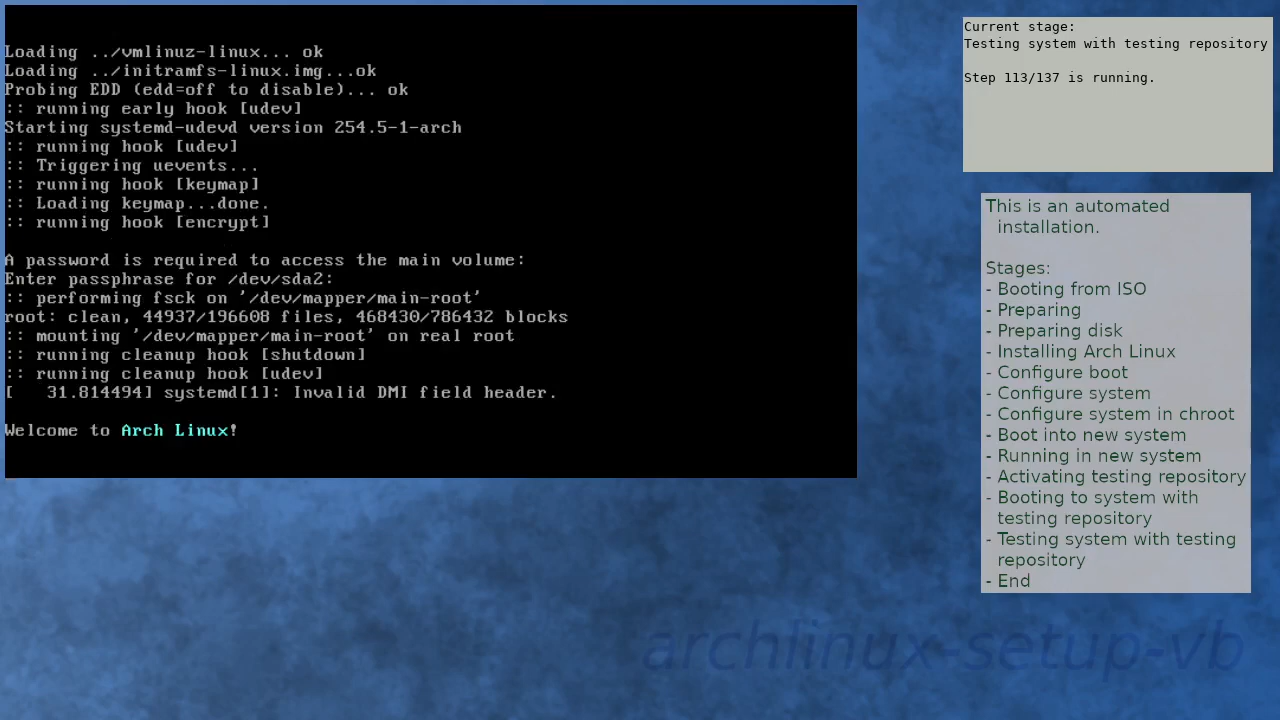 Loading ../vmlinuz-linux... ok
Loading ../initramfs-linux.img...ok
Probing EDD (edd=off to disable)... ok
:: running early hook [udev]
Starting systemd-udevd version 254.5-1-arch
:: running hook [udev]
:: Triggering uevents...
:: running hook [keymap]
:: Loading keymap...done.
:: running hook [encrypt]
A password is required to access the main volume:
Enter passphrase for /dev/sda2:
:: performing fsck on '/dev/mapper/main-root'
root: clean, 44937/196608 files, 468430/786432 blocks
:: mounting '/dev/mapper/main-root' on real root
:: running cleanup hook [shutdown]
:: running cleanup hook [udev]
[   31.814494] systemd[1]: Invalid DMI field header.
Welcome to Arch Linux!
Current stage:
Testing system with testing repository
Step 113/137 is running.
This is an automated
installation.
Stages:
- Booting from ISO
- Preparing
- Preparing disk
- Installing Arch Linux
- Configure boot
- Configure system
- Configure system in chroot
- Boot into new system
- Running in new system
- Activating testing repository
- Booting to system with
testing repository
- Testing system with testing
repository
- End
archlinux-setup-vb